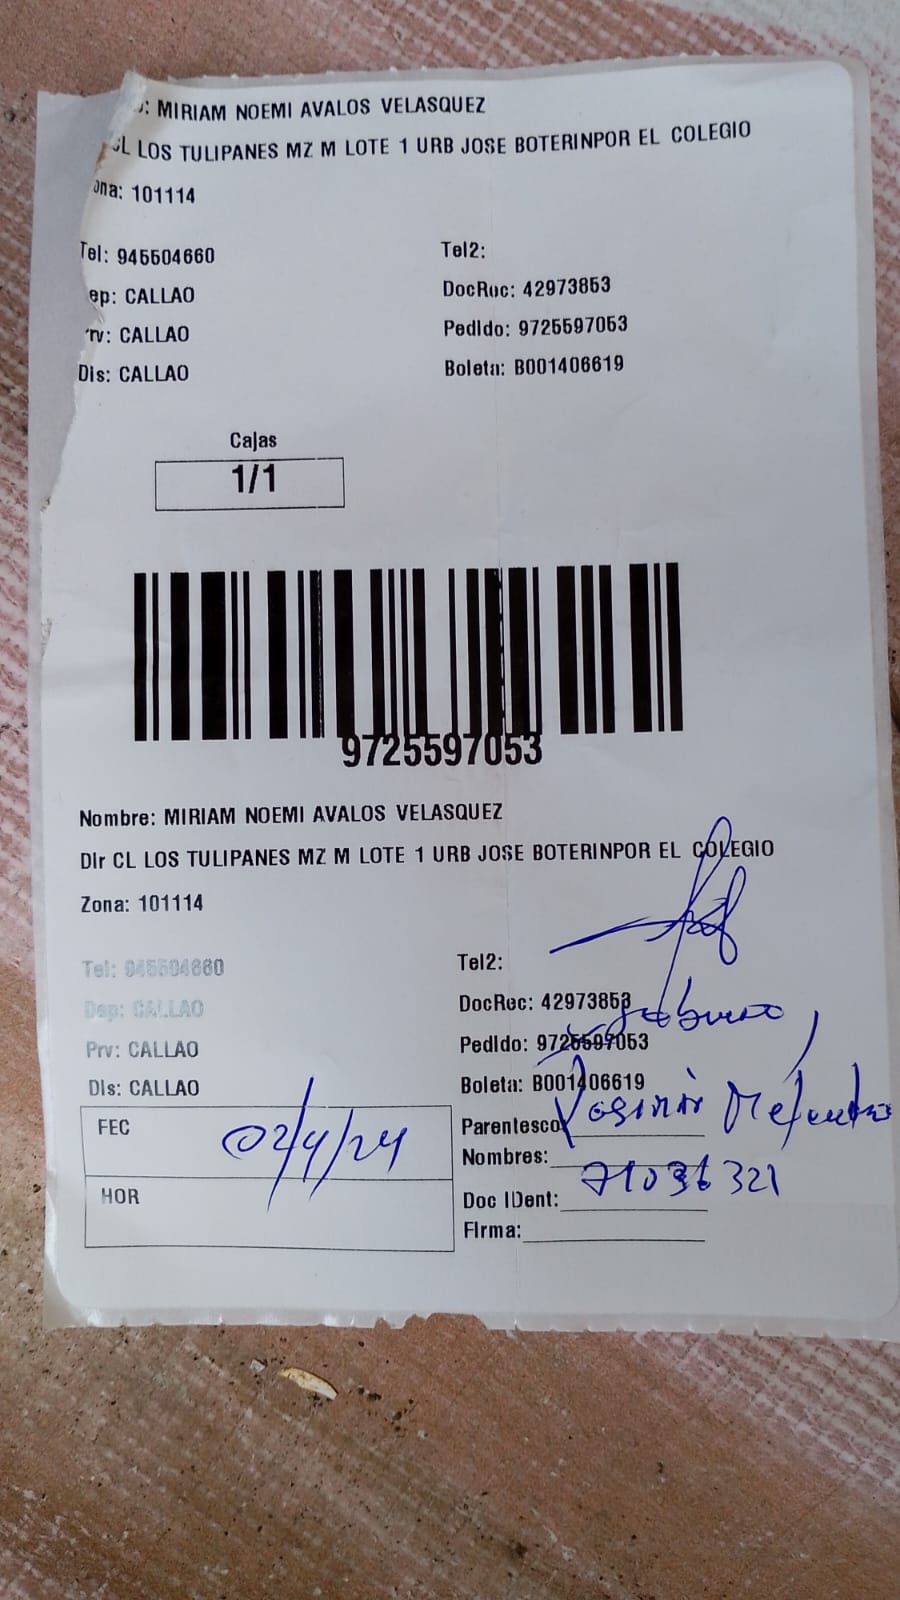 : MIRIAM NOEMI AVALOS VELASQUEZ
CL LOS TULIPANES MZ M LOTE 1 URB JOSE BOTERINPOR EL COLEGIO
ona: 101114
Tel: 945504660
Tel2:
ep: CALLAO
DocRec: 42973853
rv: CALLAO
Pedido: 9725597053
Dis: CALLAO
Boleta: B001406619
Cajas
1/1
9725597053
Nombre: MIRIAM NOEMI AVALOS VELASQUEZ
Dir CL LOS TULIPANES MZ M LOTE 1 URB JOSE BOTERINPOR EL COLEGIO
Zona: 101114
Tel: 945504660
Tel2:
Dep: CALLAO
DocRec: 42973853
Prv: CALLAO
Pedido: 9725597053
Dis: CALLAO
Boleta: B001406619
FEC 02/4/24
Parentesco
Nombres:
HOR
Doc IDent: 71036321
Firma: